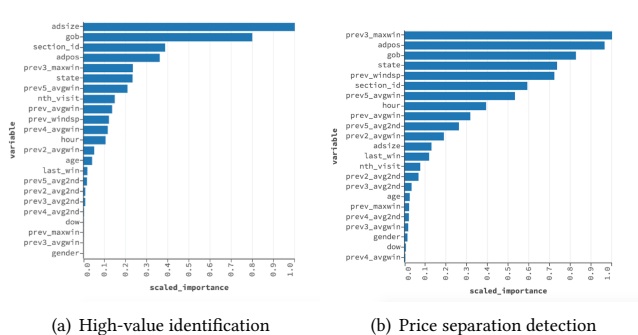 adsize
gob
section_id
adpos
prev3_maxwin
state
prev5_avgwin
nth_visit
prev_avgwin
prev_windsp
prev4_avgwin
hour
prev2_avgwin
age
last_win
prev5_avg2nd
prev2_avg2nd
prev3_avg2nd
prev4_avg2nd
dow
prev_maxwin
prev3_avgwin
gender
variable
0.0 0.1 0.2 0.3 0.4 0.5 0.6 0.7 0.8 0.9 1.0
scaled_importance
(a) High-value identification
prev3_maxwin
adpos
gob
state
prev_windsp
section_id
prev5_avgwin
hour
prev_avgwin
prev5_avg2nd
prev2_avgwin
adsize
last_win
nth_visit
prev2_avg2nd
prev3_avg2nd
age
prev_maxwin
prev4_avg2nd
prev3_avgwin
gender
dow
prev4_avgwin
variable
0.0 0.1 0.2 0.3 0.4 0.5 0.6 0.7 0.8 0.9 1.0
scaled_importance
(b) Price separation detection